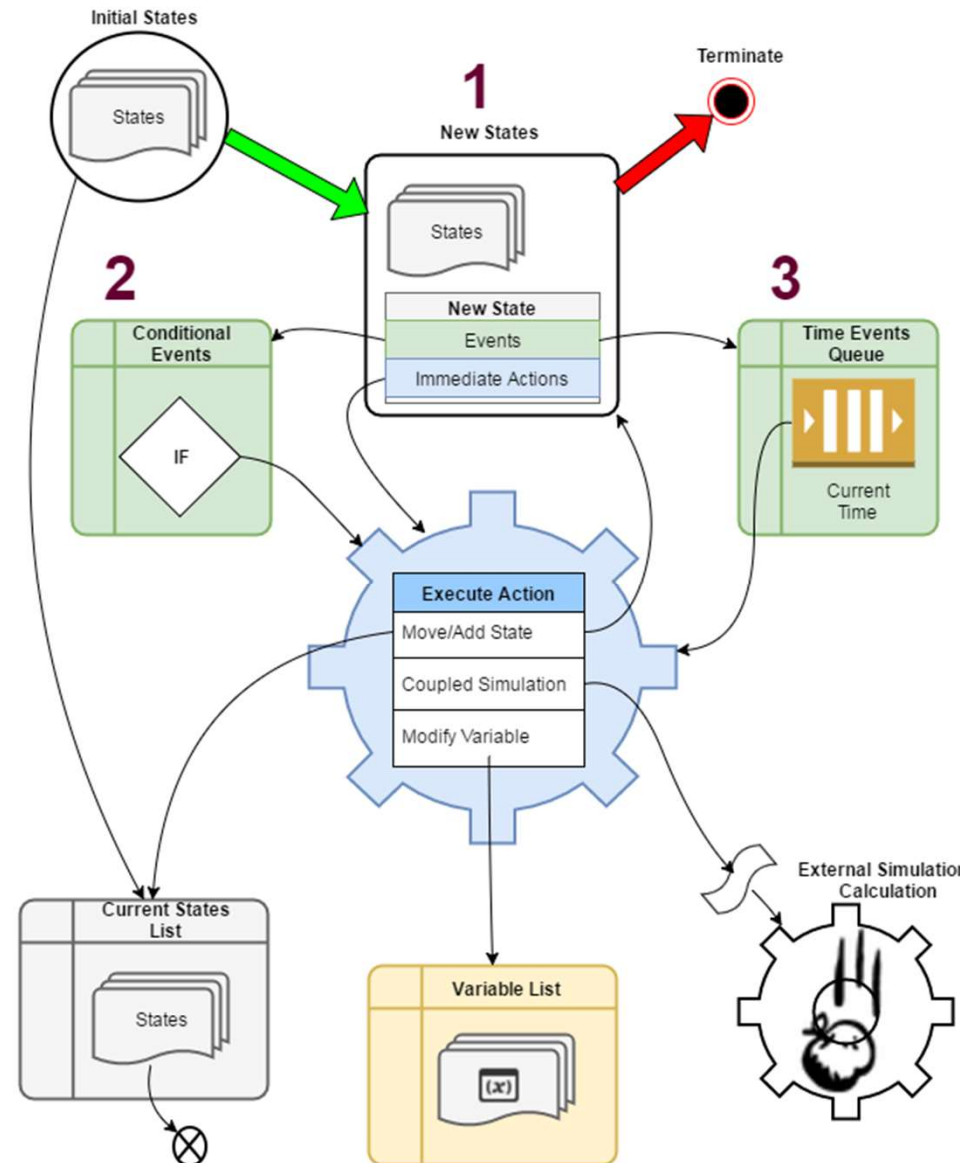 Initial States
States
1
Terminate
New States
States
2
3
New State
Events
Immediate Actions
Conditional
Events
IF
Time Events
Queue
Current
Time
Execute Action
Move/Add State
Coupled Simulation
Modify Variable
External Simulation
Calculation
Current States
List
States
Variable List
(x)